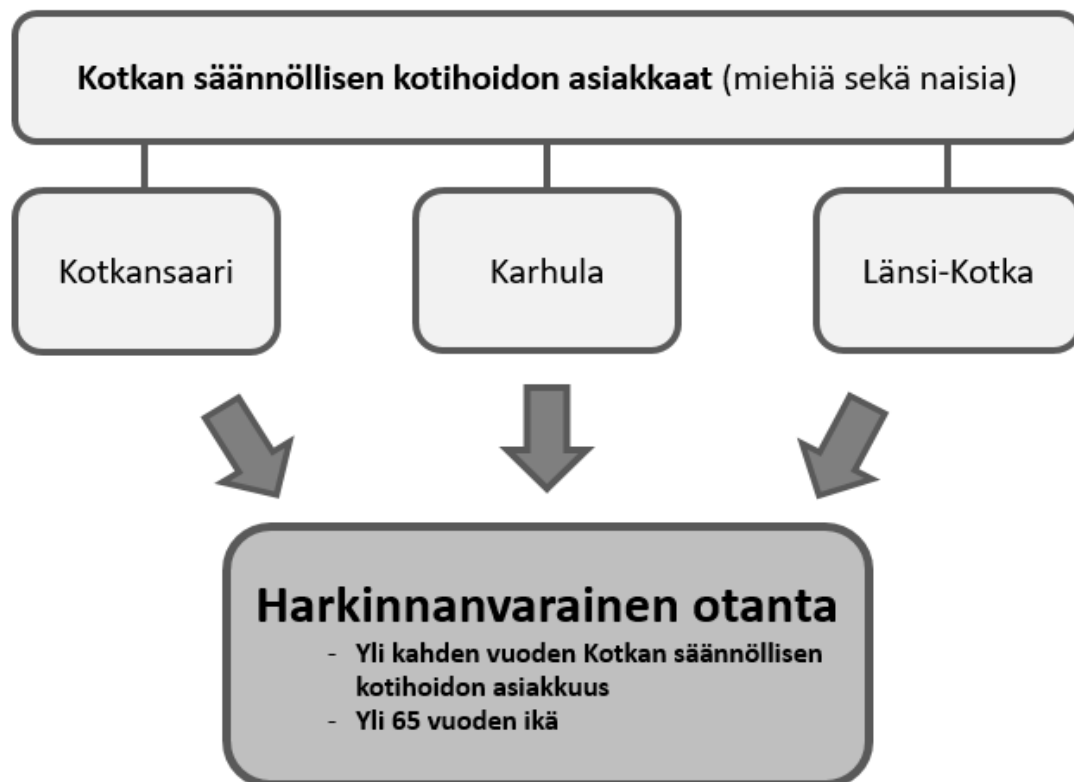 Kotkan säännöllisen kotihoidon asiakkaat (miehiä sekä naisia)
Kotkansaari
Karhula
Länsi-Kotka
Harkinnanvarainen otanta
- Yli kahden vuoden Kotkan säännöllisen
kotihoidon asiakkuus
- Yli 65 vuoden ikä